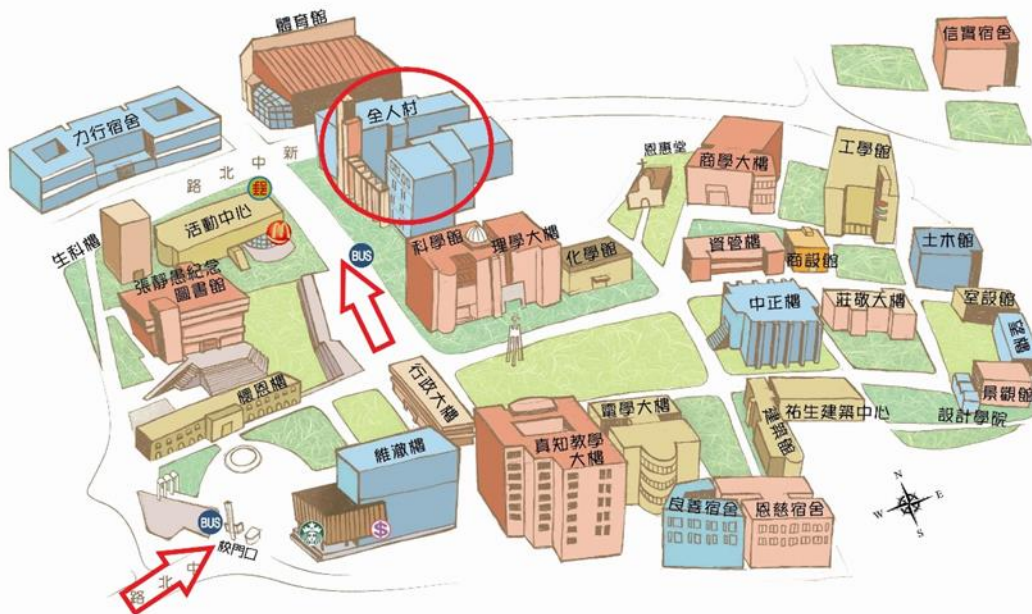 體育館
信實宿舍
力行宿舍
全人村
新中北路
郵
活動中心
M
BUS
生科樓
張靜愚紀念
圖書館
科學館
理學大樓
化學館
恩惠堂
商學大樓
工學館
資管樓
商設館
土木館
中正樓
莊敬大樓
室設館
景觀館
設計學院
懷恩樓
行政大樓
維澈樓
真知教學
大樓
電學大樓
建築館
祐生建築中心
良善宿舍
恩慈宿舍
BUS
校門口
中北路
$
N
W
E
S